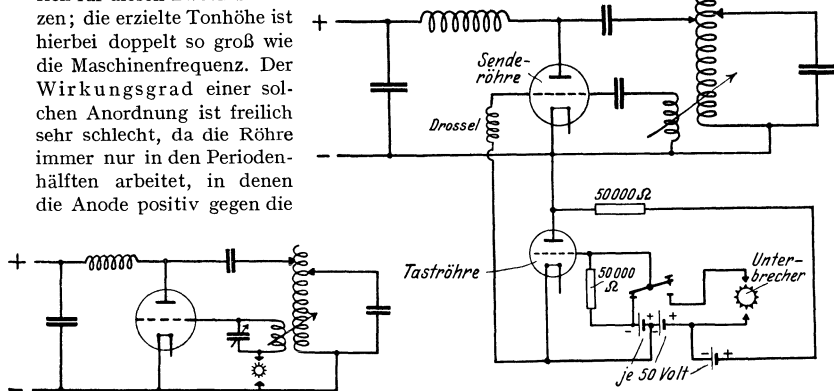 zen; die erzielte Tonhöhe ist
hierbei doppelt so groß wie
die Maschinenfrequenz. Der
Wirkungsgrad einer sol-
chen Anordnung ist freilich
sehr schlecht, da die Röhre
immer nur in den Perioden-
hälften arbeitet, in denen
die Anode positiv gegen die
+
−
+
Sende-
röhre
Drossel
−
50000 Ω
Taströhre
50000
Ω
Unter-
brecher
- + - +
je 50 Volt
- +